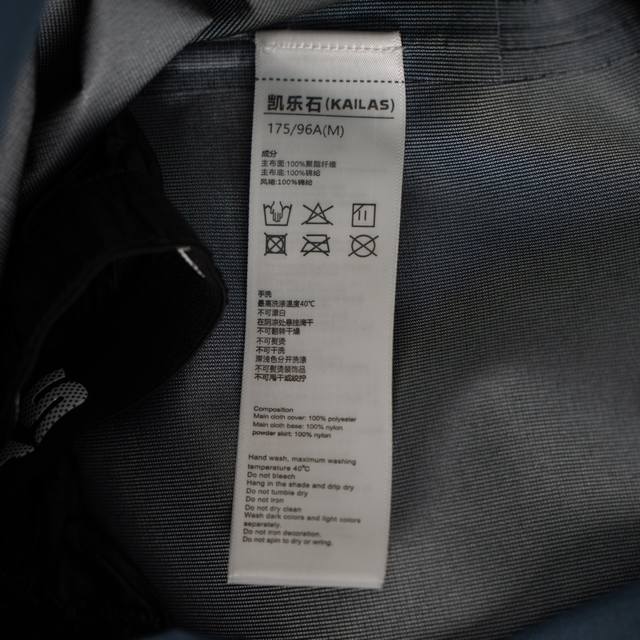 凯乐石(KAILAS)
175/96A(M)
成分
主布面:100%聚酯纤维
主布底:100%锦纶
风裙:100%锦纶
手洗
最高洗涤温度40℃
不可漂白
在阴凉处悬挂滴干
不可翻转干燥
不可熨烫
不可干洗
深浅色分开洗涤
不可熨烫装饰品
不可甩干或绞拧
Composition
Main cloth cover: 100% polyester
Main cloth base: 100% nylon
powder skirt: 100% nylon
Hand wash, maximum washing
temperature 40℃
Do not bleach
Hang in the shade and drip dry
Do not tumble dry
Do not iron
Do not dry clean
Wash dark colors and light colors
separately.
Do not iron decoration.
Do not spin to dry or wring.